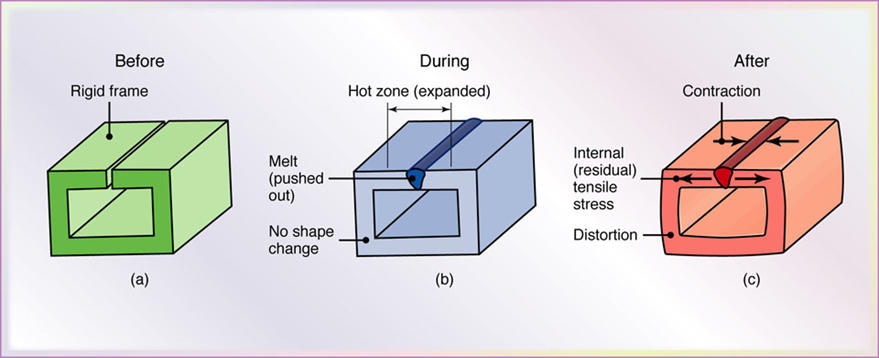 Before
Rigid frame
(a)
During
Hot zone (expanded)
Melt
(pushed
out)
No shape
change
(b)
After
Contraction
Internal
(residual)
tensile
stress
Distortion
(c)